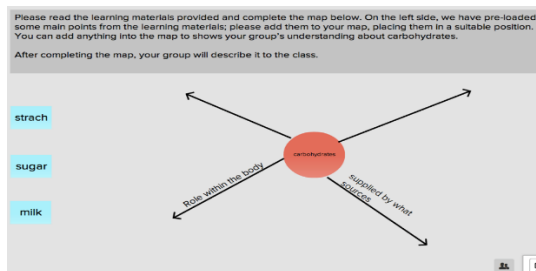 Please read the learning materials provided and complete the map below. On the left side, we have pre-loaded
some main points from the learning materials; please add them to your map, placing them in a suitable position.
You can add anything into the map to shows your group's understanding about carbohydrates.
After completing the map, your group will describe it to the class.
strach
sugar
milk
carbohydrates
Role within the body
supplied by what
sources